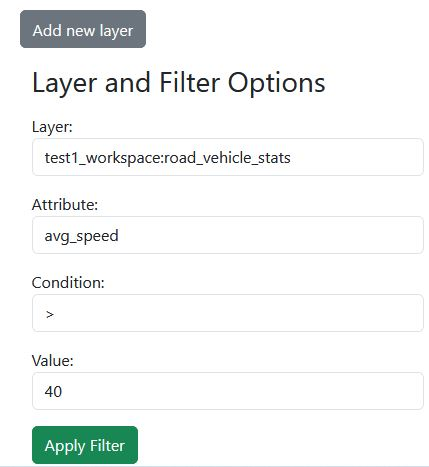 Add new layer
Layer and Filter Options
Layer:
test1_workspace:road_vehicle_stats
Attribute:
avg_speed
Condition:
>
Value:
40
Apply Filter